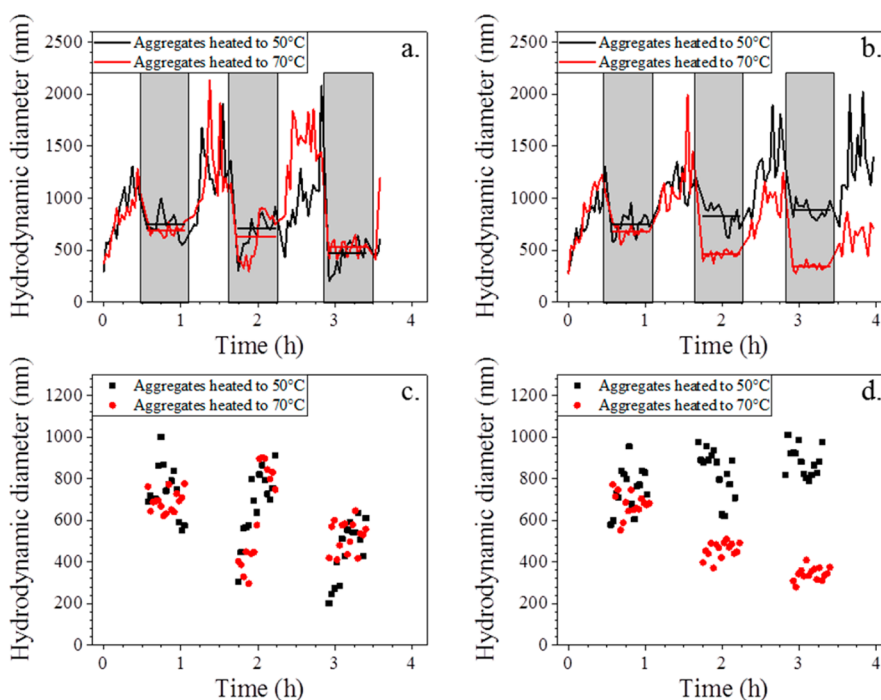 Aggregates heated to 50°C
Aggregates heated to 70°C
a.
Hydrodynamic diameter (nm)
2500
2000
1500
1000
500
0
0
1
2
3
4
Time (h)
Aggregates heated to 50°C
Aggregates heated to 70°C
b.
Hydrodynamic diameter (nm)
2500
2000
1500
1000
500
0
0
1
2
3
4
Time (h)
Aggregates heated to 50°C
Aggregates heated to 70°C
c.
Hydrodynamic diameter (nm)
1200
1000
800
600
400
200
0
0
1
2
3
4
Time (h)
Aggregates heated to 50°C
Aggregates heated to 70°C
d.
Hydrodynamic diameter (nm)
1200
1000
800
600
400
200
0
0
1
2
3
4
Time (h)